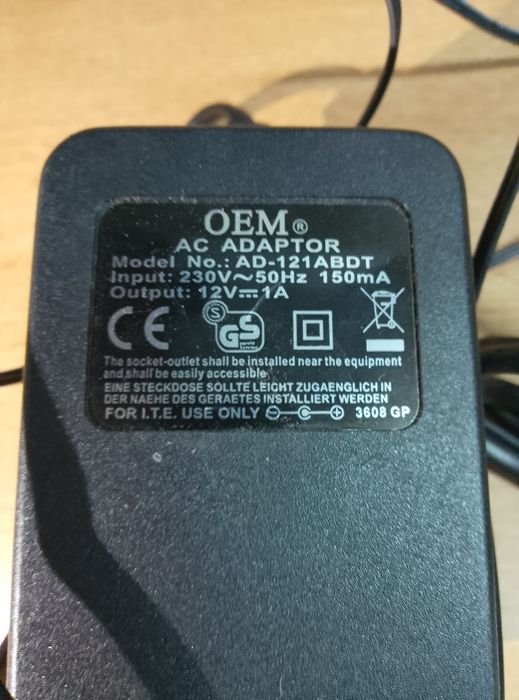 OEM®
AC ADAPTOR
Model No.: AD-121ABDT
Input: 230V~50Hz 150mA
Output: 12V⎓1A
CE
S
GS
The socket-outlet shall be installed near the equipment
and,shall be easily accessible
EINE STECKDOSE SOLLTE LEICHT ZUGAENGLICH IN
DER NAEHE DES GERAETES INSTALLIERT WERDEN
FOR I.T.E. USE ONLY 3608 GP